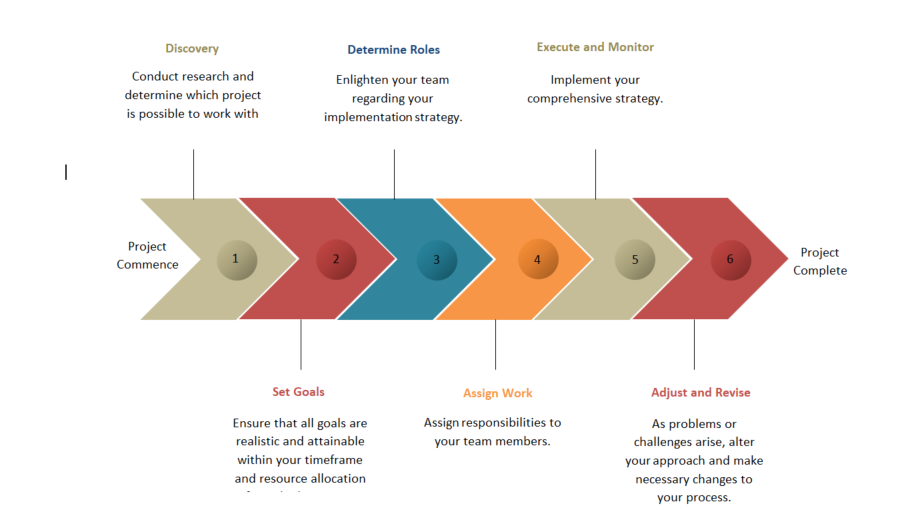 Discovery
Conduct research and
determine which project
is possible to work with
Determine Roles
Enlighten your team
regarding your
implementation strategy.
Execute and Monitor
Implement your
comprehensive strategy.
Project
Commence
1
2
3
4
5
6
Project
Complete
Set Goals
Ensure that all goals are
realistic and attainable
within your timeframe
and resource allocation
Assign Work
Assign responsibilities to
your team members.
Adjust and Revise
As problems or
challenges arise, alter
your approach and make
necessary changes to
your process.